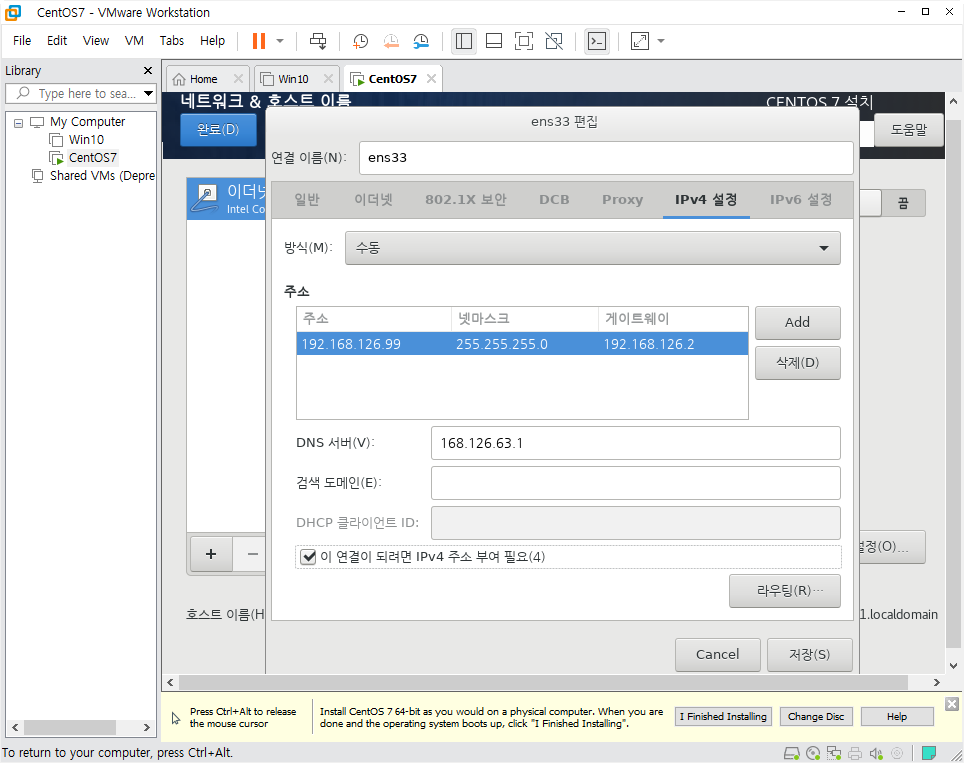 CentOS7 - VMware Workstation
File Edit View VM Tabs Help
Library
Type here to sea...
My Computer
Win10
CentOS7
Shared VMs (Depre
Home Win10 CentOS7
네트워크 & 호스트 이름
CENTOS 7 설치
완료(D)
도움말
이더넷
Intel Co
끔
ens33 편집
연결 이름(N): ens33
일반 이더넷 802.1X 보안 DCB Proxy IPv4 설정 IPv6 설정
방식(M): 수동
주소
주소 넷마스크 게이트웨이
192.168.126.99 255.255.255.0 192.168.126.2
Add
삭제(D)
DNS 서버(V): 168.126.63.1
검색 도메인(E):
DHCP 클라이언트 ID:
이 연결이 되려면 IPv4 주소 부여 필요(4)
라우팅(R)…
Cancel 저장(S)
+ −
설정(O)...
호스트 이름(H
1.localdomain
Press Ctrl+Alt to release
the mouse cursor
Install CentOS 7 64-bit as you would on a physical computer. When you are
done and the operating system boots up, click "I Finished Installing".
I Finished Installing Change Disc Help
To return to your computer, press Ctrl+Alt.